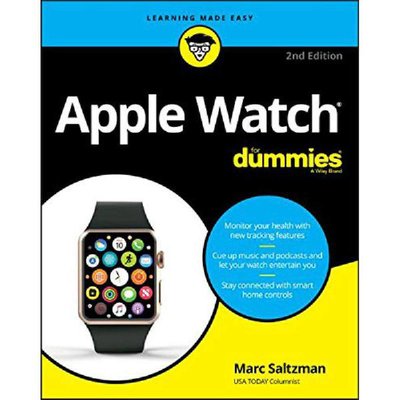 LEARNING MADE EASY
2nd Edition
Apple Watch®
for
dummies®
A Wiley Brand
Monitor your health with
new tracking features
Cue up music and podcasts and
let your watch entertain you
Stay connected with smart
home controls
Marc Saltzman
USA TODAY Columnist